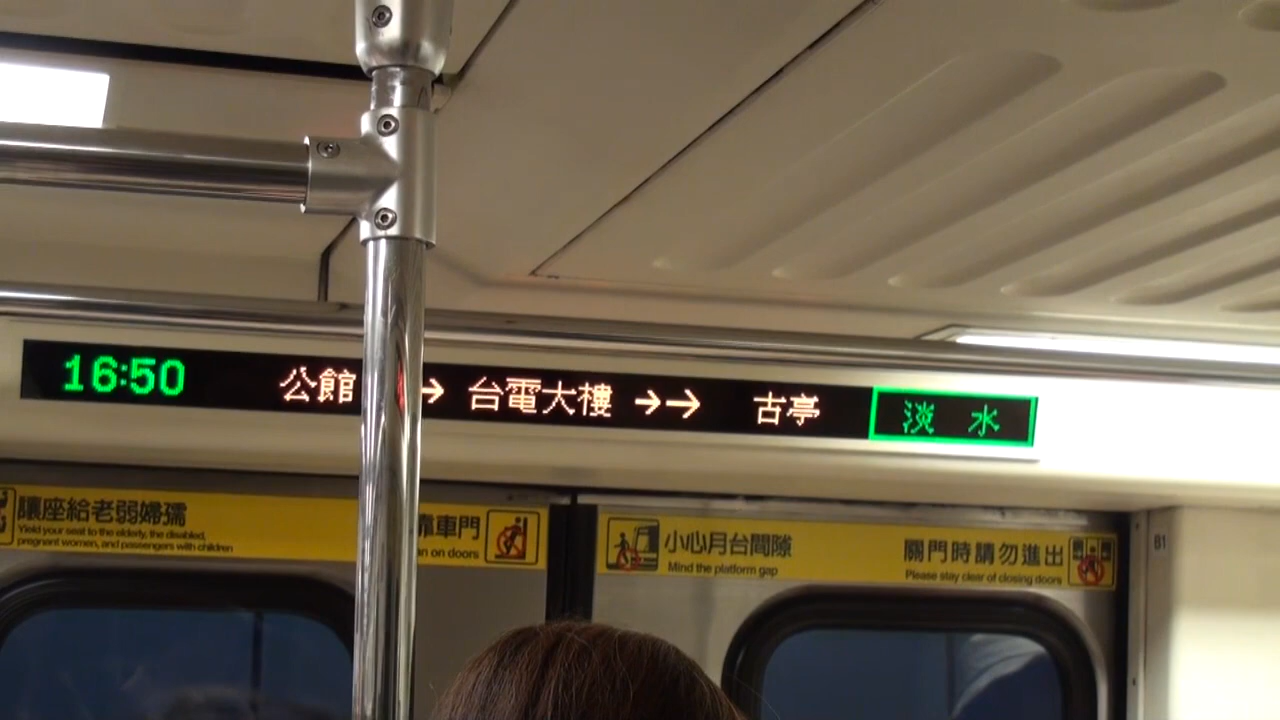 16:50 公館 → 台電大樓 →→ 古亭 淡水
讓座給老弱婦孺
Yield your seat to the elderly, the disabled,
pregnant women, and passengers with children
靠車門
on doors
小心月台間隙
Mind the platform gap
關門時請勿進出
Please stay clear of closing doors
81